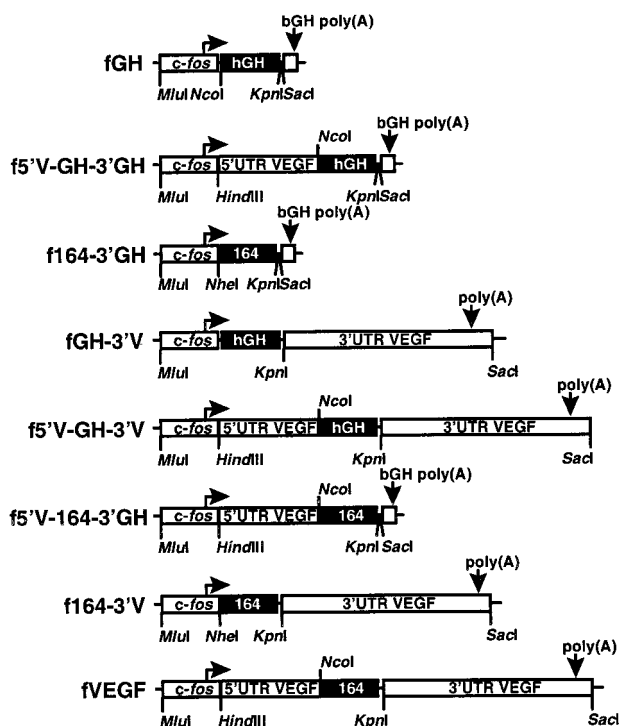 bGH poly(A)
fGH c-fos hGH
MluI NcoI KpnI SacI
bGH poly(A)
NcoI
f5'V-GH-3'GH c-fos 5'UTR VEGF hGH
MluI HindIII KpnI SacI
bGH poly(A)
f164-3'GH c-fos 164
MluI NheI KpnI SacI
poly(A)
fGH-3'V c-fos hGH 3'UTR VEGF
MluI KpnI SacI
poly(A)
NcoI
f5'V-GH-3'V c-fos 5'UTR VEGF hGH 3'UTR VEGF
MluI HindIII KpnI SacI
bGH poly(A)
NcoI
f5'V-164-3'GH c-fos 5'UTR VEGF 164
MluI HindIII KpnI SacI
poly(A)
f164-3'V c-fos 164 3'UTR VEGF
MluI NheI KpnI SacI
poly(A)
NcoI
fVEGF c-fos 5'UTR VEGF 164 3'UTR VEGF
MluI HindIII KpnI SacI